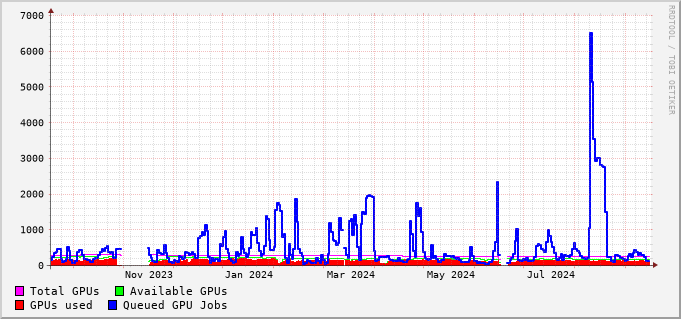 7000
6000
5000
4000
3000
2000
1000
0
Nov 2023 Jan 2024 Mar 2024 May 2024 Jul 2024
Total GPUs Available GPUs
GPUs used Queued GPU Jobs
RRDTOOL / TOBI OETIKER